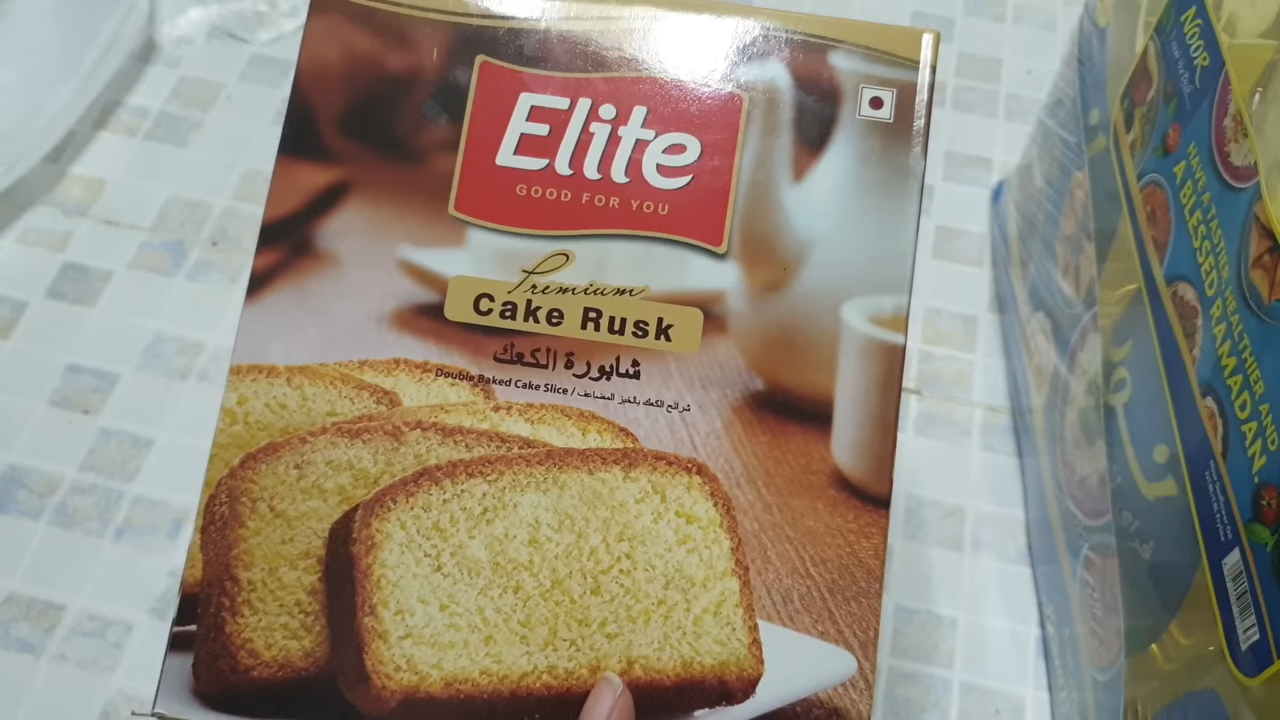 Elite
GOOD FOR YOU
Premium
Cake Rusk
شابورة الكعك
Double Baked Cake Slice / شرائح الكعك بالخبز المضاعف
NOOR
HAVE A TASTIER, HEALTHIER AND
A BLESSED RAMADAN.
نور